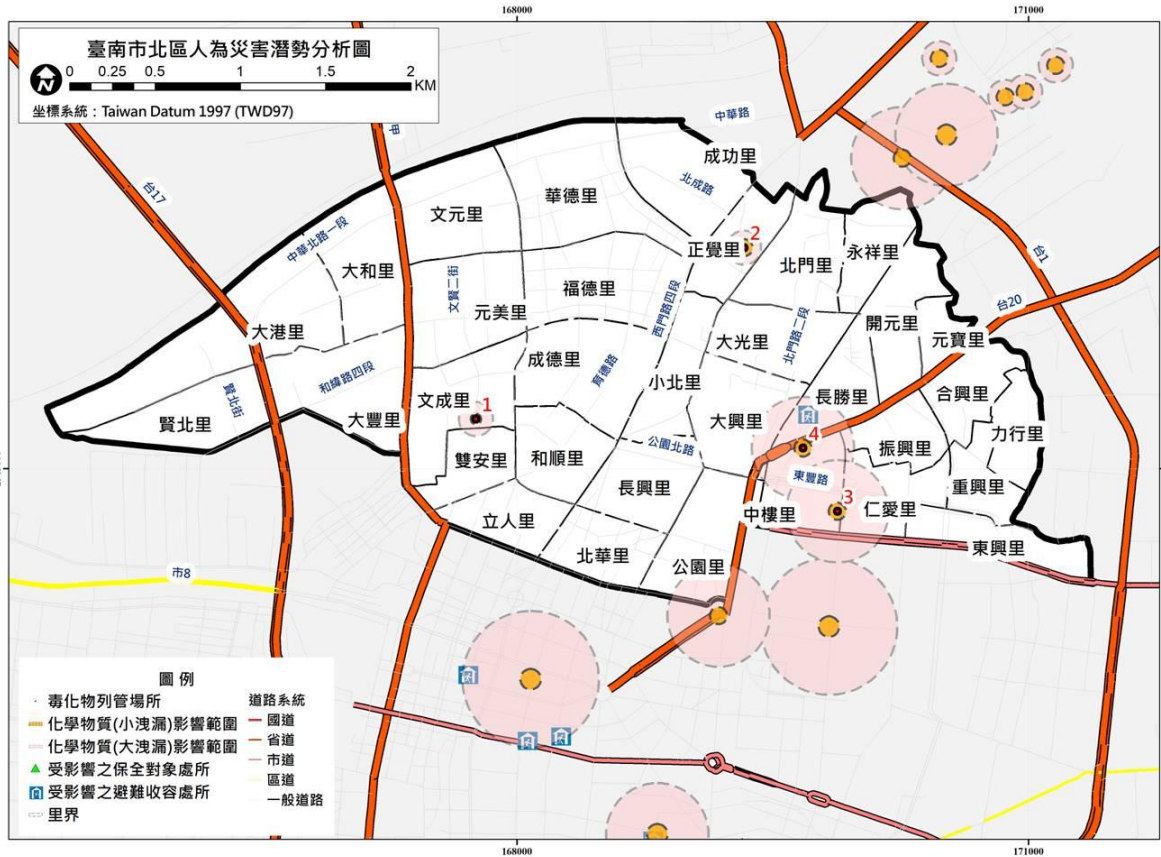 168000
171000
臺南市北區人為災害潛勢分析圖
0 0.25 0.5 1 1.5 2
KM
坐標系統：Taiwan Datum 1997 (TWD97)
甲
中華路
成功里
台17
華德里
北成路
文元里
中華北路一段
正覺里
2
永祥里
台1
北門里
大和里
文賢二街
福德里
西門路四段
元美里
台20
開元里
大港里
大光里
北門路二段
元寶里
成德里
育德路
小北里
和緯路四段
賢北街
長勝里
合興里
文成里
1
賢北里
大豐里
大興里
4
力行里
公園北路
振興里
雙安里
和順里
東豐路
長興里
重興里
3
中樓里
仁愛里
立人里
東興里
北華里
公園里
市8
圖例
毒化物列管場所
化學物質(小洩漏)影響範圍
化學物質(大洩漏)影響範圍
受影響之保全對象處所
受影響之避難收容處所
里界
道路系統
國道
省道
市道
區道
一般道路
168000
171000